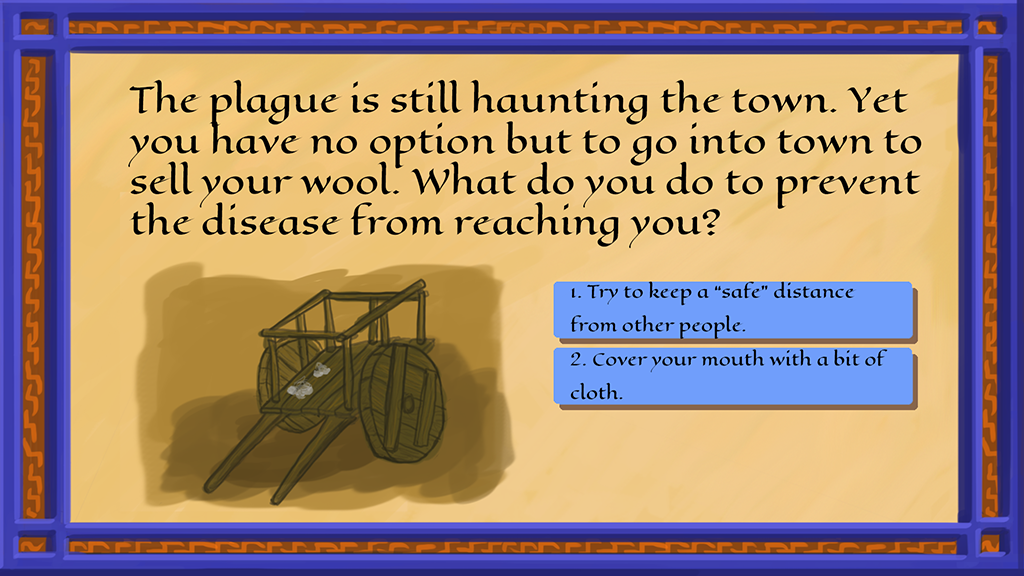 The plague is still haunting the town. Yet
you have no option but to go into town to
sell your wool. What do you do to prevent
the disease from reaching you?
1. Try to keep a “safe” distance
from other people.
2. Cover your mouth with a bit of
cloth.